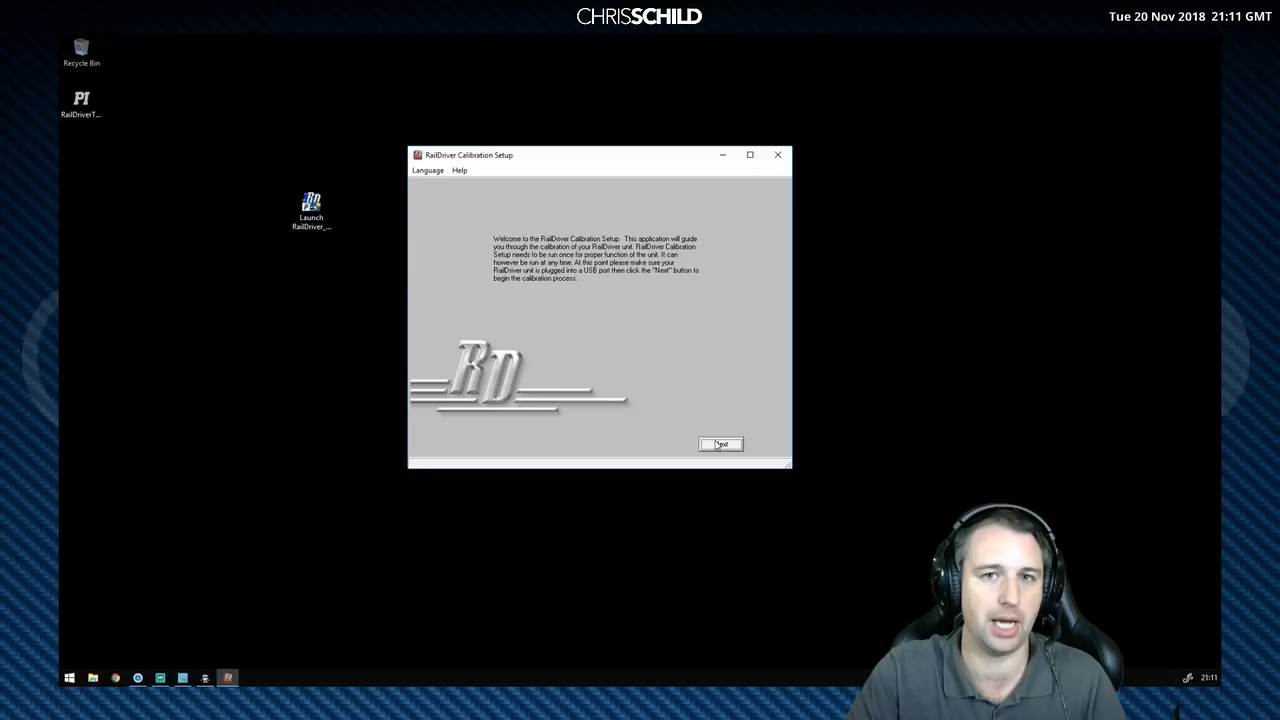 CHRISSCHILD
Tue 20 Nov 2018 21:11 GMT
Recycle Bin
PI
RailDriverT...
RD
Launch
RailDriver_...
RailDriver Calibration Setup
Language Help
Welcome to the RailDriver Calibration Setup. This application will guide
you through the calibration of your RailDriver unit. RailDriver Calibration
Setup needs to be run once for proper function of the unit. It can
however be run at any time. At this point please make sure your
RailDriver unit is plugged into a USB port then click the "Next" button to
begin the calibration process.
RD
Next
RD
21:11